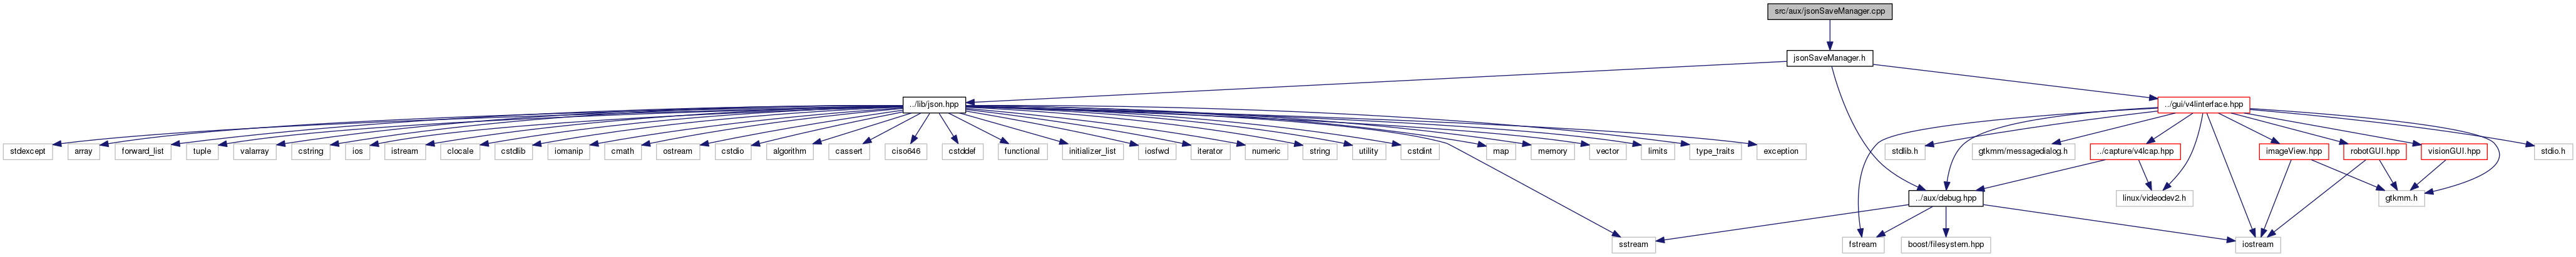 src/aux/jsonSaveManager.cpp
jsonSaveManager.h
../lib/json.hpp
../gui/v4linterface.hpp
stdexcept
array
forward_list
tuple
valarray
cstring
ios
istream
clocale
cstdlib
iomanip
cmath
ostream
cstdio
algorithm
cassert
ciso646
cstddef
functional
initializer_list
iosfwd
iterator
numeric
string
utility
cstdint
map
memory
vector
limits
type_traits
exception
stdlib.h
gtkmm/messagedialog.h
../capture/v4lcap.hpp
imageView.hpp
robotGUI.hpp
visionGUI.hpp
stdio.h
../aux/debug.hpp
linux/videodev2.h
gtkmm.h
sstream
fstream
boost/filesystem.hpp
iostream